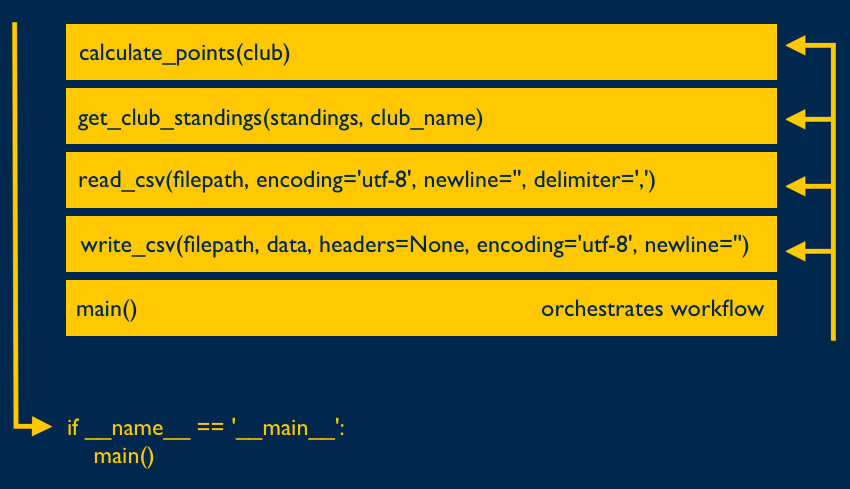 calculate_points(club)
get_club_standings(standings, club_name)
read_csv(filepath, encoding='utf-8', newline='', delimiter=',')
write_csv(filepath, data, headers=None, encoding='utf-8', newline='')
main() orchestrates workflow
if __name__ == '__main__':
main()